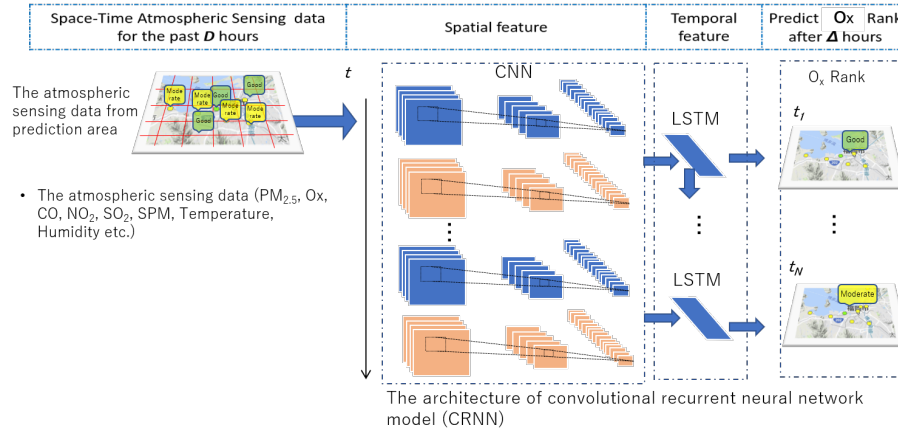 Space-Time Atmospheric Sensing data
for the past D hours
Spatial feature
Temporal
feature
Predict Ox Rank
after Δ hours
The atmospheric
sensing data from
prediction area
Mode
rate
Good
Mode
rate
Good
Mode
rate
Mode
rate
Good
• The atmospheric sensing data (PM2.5, Ox,
CO, NO2, SO2, SPM, Temperature,
Humidity etc.)
t
CNN
LSTM
LSTM
Ox Rank
tI
Good
tN
Moderate
The architecture of convolutional recurrent neural network
model (CRNN)